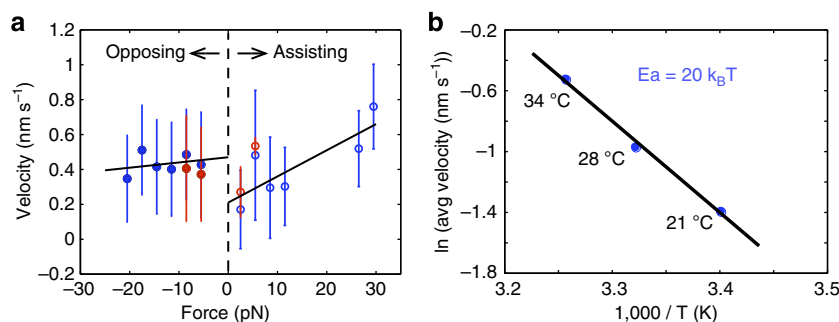 a
Opposing
Assisting
1.2
1
0.8
0.6
0.4
0.2
0
−0.2
Velocity (nm s⁻¹)
−30
−20
−10
0
10
20
30
Force (pN)
b
−0.2
−0.6
−1
−1.4
−1.8
ln (avg velocity (nm s⁻¹))
Ea = 20 kBT
34 °C
28 °C
21 °C
3.2
3.3
3.4
3.5
1,000 / T (K)